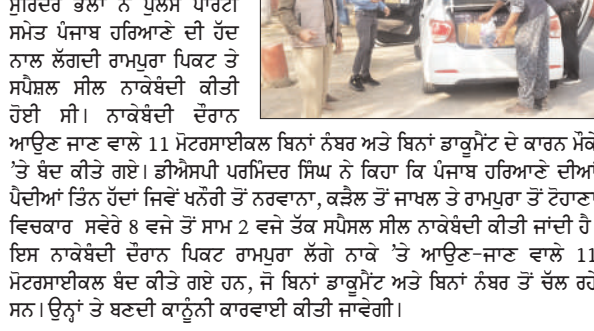 ਸੁਰਿੰਦਰ ਭੱਲਾ ਨੇ ਪੁਲਸ ਪਾਰਟੀ
ਸਮੇਤ ਪੰਜਾਬ ਹਰਿਆਣੇ ਦੀ ਹੱਦ
ਨਾਲ ਲੱਗਦੀ ਰਾਮਪੁਰਾ ਪਿਕਟ ਤੇ
ਸਪੈਸ਼ਲ ਸੀਲ ਨਾਕੇਬੰਦੀ ਕੀਤੀ
ਹੋਈ ਸੀ। ਨਾਕੇਬੰਦੀ ਦੌਰਾਨ
ਆਉਣ ਜਾਣ ਵਾਲੇ 11 ਮੋਟਰਸਾਈਕਲ ਬਿਨਾਂ ਨੰਬਰ ਅਤੇ ਬਿਨਾਂ ਡਾਕੂਮੈਂਟ ਦੇ ਕਾਰਨ ਮੌਕੇ
’ਤੇ ਬੰਦ ਕੀਤੇ ਗਏ। ਡੀਐਸਪੀ ਪਰਮਿੰਦਰ ਸਿੰਘ ਨੇ ਕਿਹਾ ਕਿ ਪੰਜਾਬ ਹਰਿਆਣੇ ਦੀਆਂ
ਪੈਦੀਆਂ ਤਿੰਨ ਹੱਦਾਂ ਜਿਵੇਂ ਖਨੌਰੀ ਤੋਂ ਨਰਵਾਨਾ, ਕੜੈਲ ਤੋਂ ਜਾਖਲ ਤੇ ਰਾਮਪੁਰਾ ਤੋਂ ਟੋਹਾਣਾ
ਵਿਚਕਾਰ ਸਵੇਰੇ 8 ਵਜੇ ਤੋਂ ਸਾਮ 2 ਵਜੇ ਤੱਕ ਸਪੈਸਲ ਸੀਲ ਨਾਕੇਬੰਦੀ ਕੀਤੀ ਜਾਂਦੀ ਹੈ
ਇਸ ਨਾਕੇਬੰਦੀ ਦੌਰਾਨ ਪਿਕਟ ਰਾਮਪੁਰਾ ਲੱਗੇ ਨਾਕੇ ’ਤੇ ਆਉਣ-ਜਾਣ ਵਾਲੇ 11
ਮੋਟਰਸਾਈਕਲ ਬੰਦ ਕੀਤੇ ਗਏ ਹਨ, ਜੋ ਬਿਨਾਂ ਡਾਕੂਮੈਂਟ ਅਤੇ ਬਿਨਾਂ ਨੰਬਰ ਤੋਂ ਚੱਲ ਰਹੇ
ਸਨ। ਉਨ੍ਹਾਂ ਤੇ ਬਣਦੀ ਕਾਨੂੰਨੀ ਕਾਰਵਾਈ ਕੀਤੀ ਜਾਵੇਗੀ।